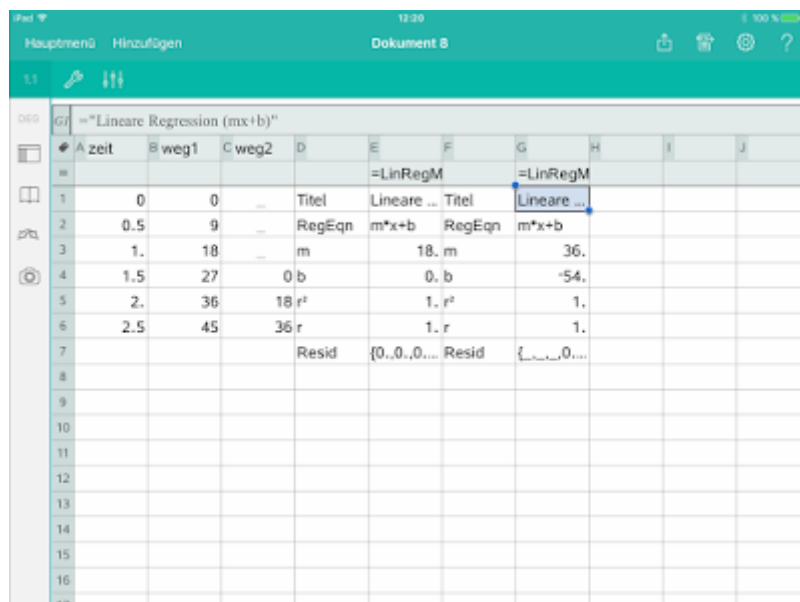 iPad 12:20 100 %
Hauptmenü Hinzufügen Dokument 8
1.1
DEG G1 ="Lineare Regression (mx+b)"
A zeit B weg1 C weg2 D E F G H I J
= =LinRegM =LinRegM
1 0 0 _ Titel Lineare ... Titel Lineare ...
2 0.5 9 _ RegEqn m*x+b RegEqn m*x+b
3 1. 18 _ m 18. m 36.
4 1.5 27 0 b 0. b -54.
5 2. 36 18 r² 1. r² 1.
6 2.5 45 36 r 1. r 1.
7 Resid {0.,0.,0.... Resid {_,_,_,0....
8
9
10
11
12
13
14
15
16